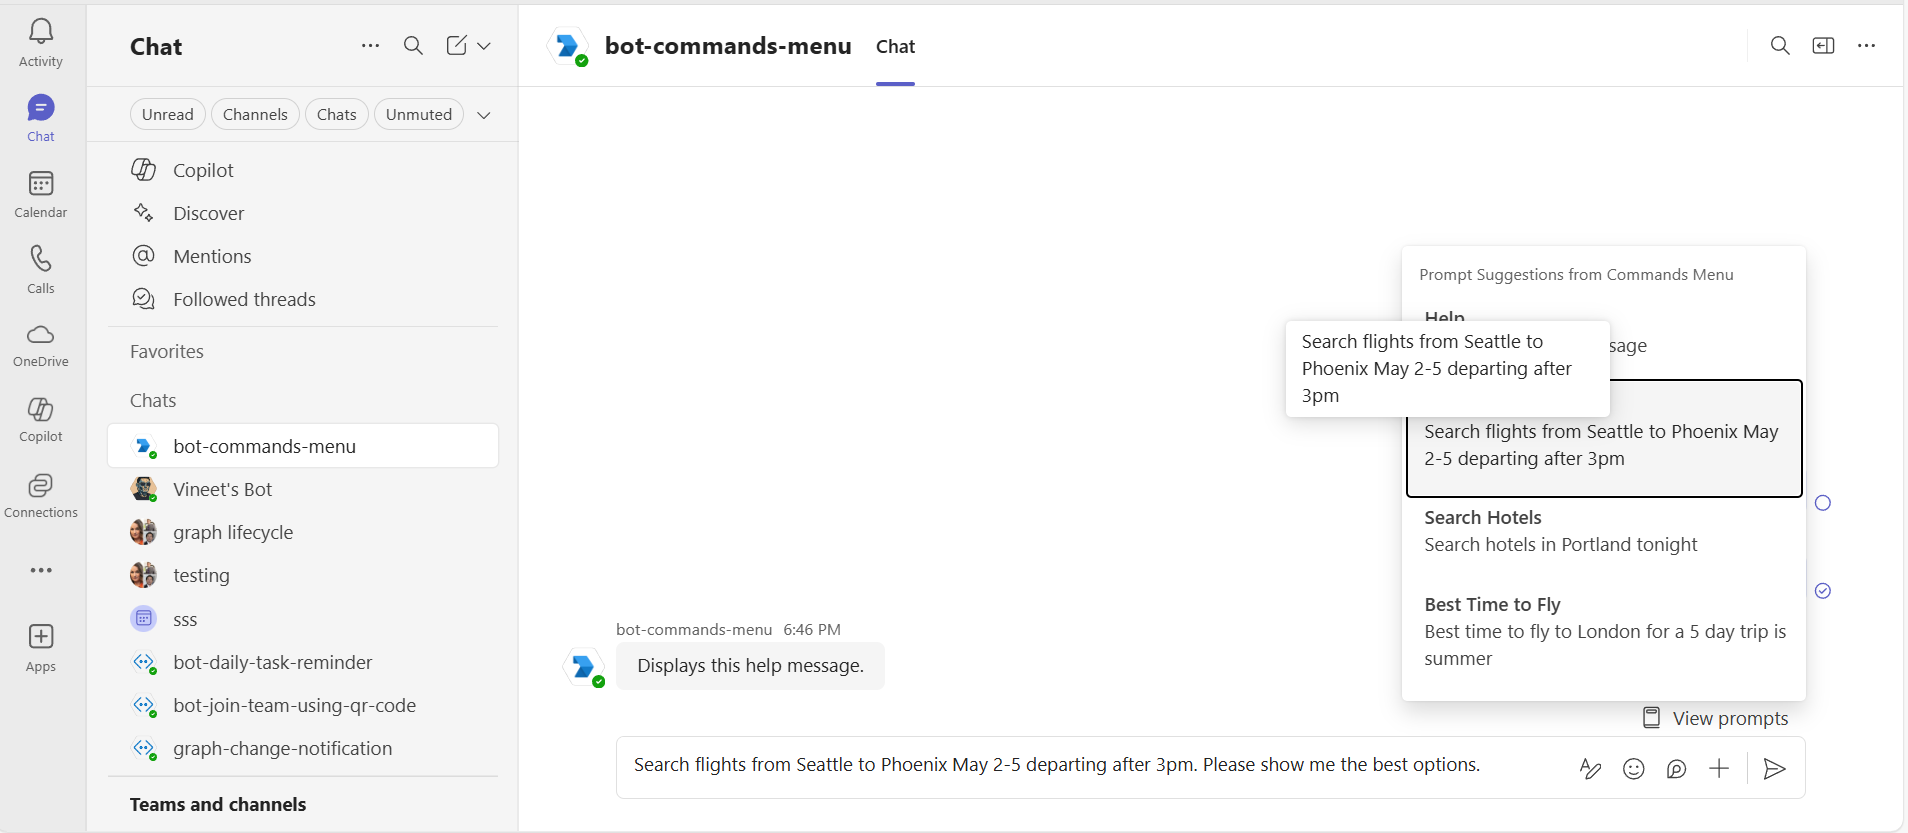 Activity
Chat
Calendar
Calls
OneDrive
Copilot
Connections
Apps
Chat
Unread
Channels
Chats
Unmuted
Copilot
Discover
Mentions
Followed threads
Favorites
Chats
bot-commands-menu
Vineet's Bot
graph lifecycle
testing
sss
bot-daily-task-reminder
bot-join-team-using-qr-code
graph-change-notification
Teams and channels
bot-commands-menu Chat
Prompt Suggestions from Commands Menu
Help
Search flights from Seattle to
Phoenix May 2-5 departing after
3pm
Search flights from Seattle to Phoenix May
2-5 departing after 3pm
Search Hotels
Search hotels in Portland tonight
Best Time to Fly
Best time to fly to London for a 5 day trip is
summer
bot-commands-menu 6:46 PM
Displays this help message.
View prompts
Search flights from Seattle to Phoenix May 2-5 departing after 3pm. Please show me the best options.